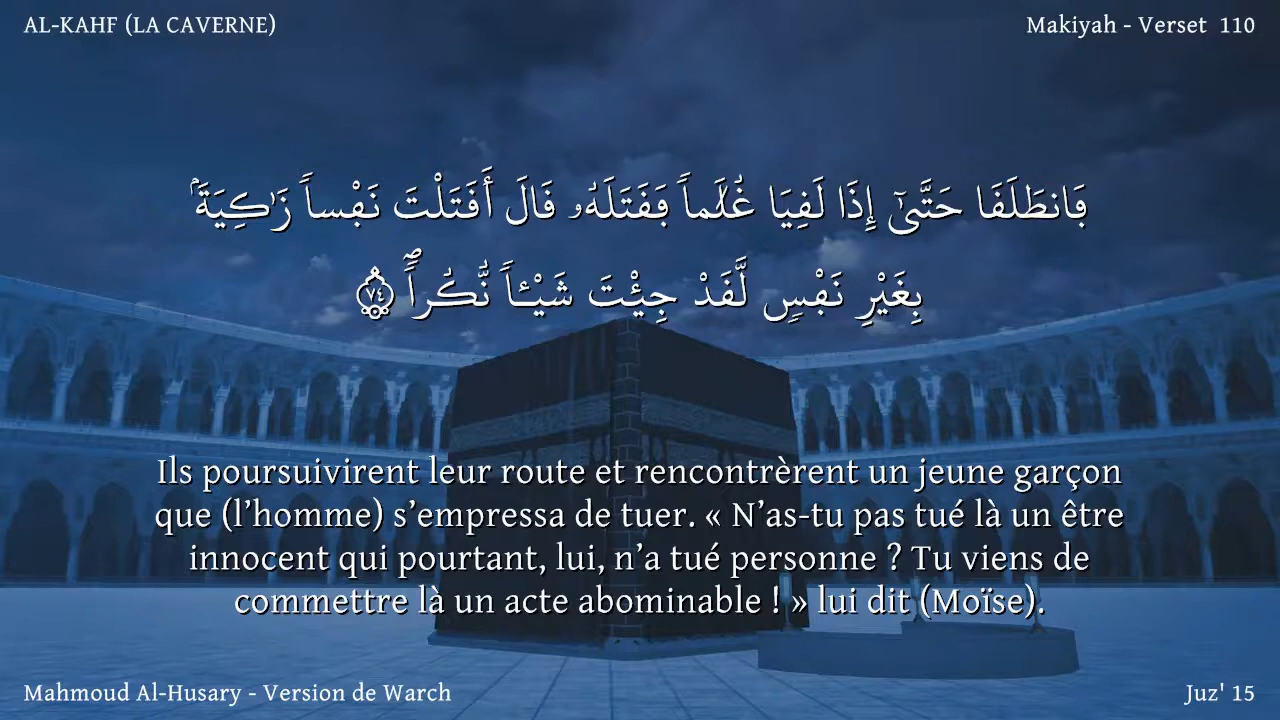 AL-KAHF (LA CAVERNE)
Makiyah - Verset 110
فَانطَلَفَا حَتَّىٰٓ إِذَا لَفِيَا غُلَٰماٗ فَقَتَلَهُۥ قَالَ أَقَتَلْتَ نَفْساٗ زَٰكِيَةَۢ
بِغَيْرِ نَفْسٖ لَّفَدْ جِئْتَ شَيْـٔاٗ نُّكُراٗۖ ٧٤
Ils poursuivirent leur route et rencontrèrent un jeune garçon
que (l’homme) s’empressa de tuer. « N’as-tu pas tué là un être
innocent qui pourtant, lui, n’a tué personne ? Tu viens de
commettre là un acte abominable ! » lui dit (Moïse).
Mahmoud Al-Husary - Version de Warch
Juz' 15